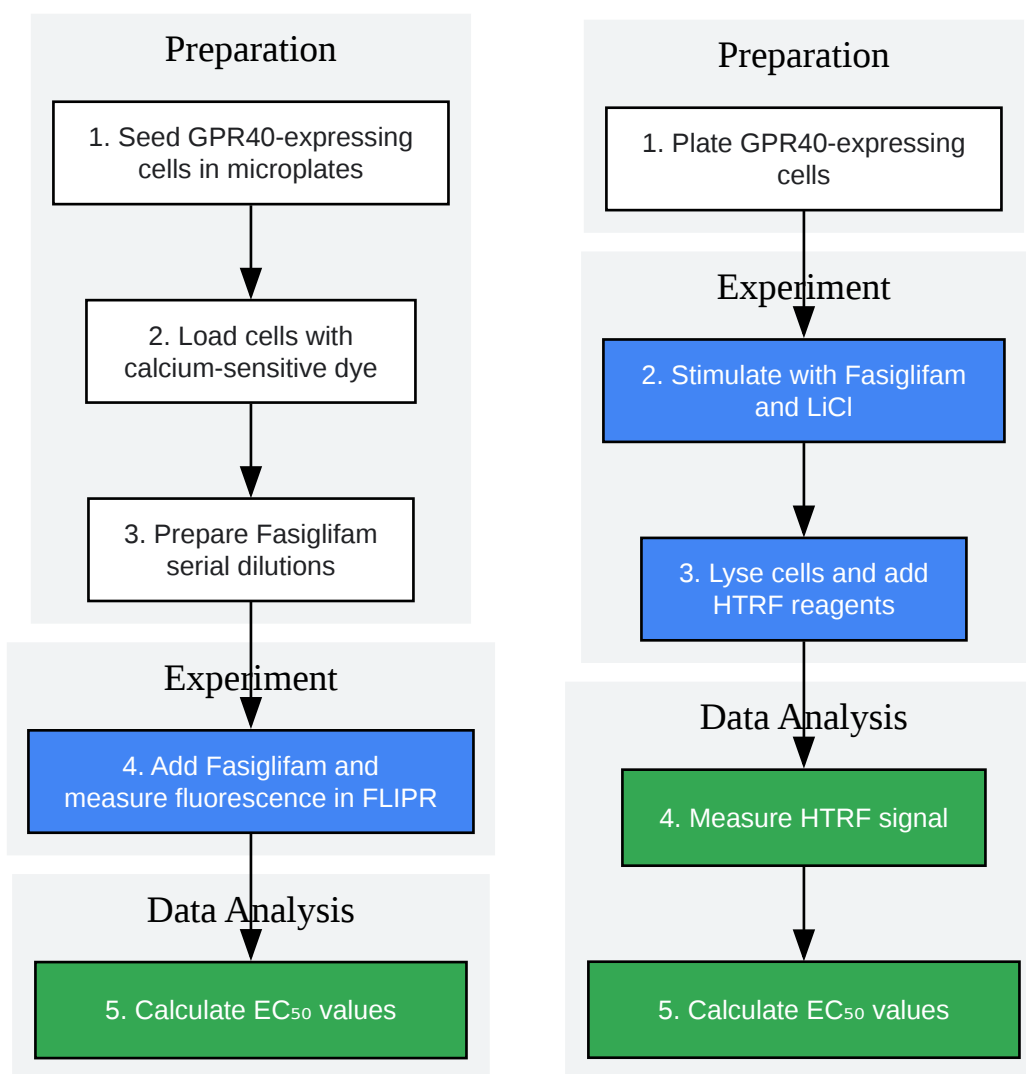 Preparation
1. Seed GPR40-expressing
cells in microplates
2. Load cells with
calcium-sensitive dye
3. Prepare Fasiglifam
serial dilutions
Experiment
4. Add Fasiglifam and
measure fluorescence in FLIPR
Data Analysis
5. Calculate EC₅₀ values
Preparation
1. Plate GPR40-expressing
cells
Experiment
2. Stimulate with Fasiglifam
and LiCl
3. Lyse cells and add
HTRF reagents
Data Analysis
4. Measure HTRF signal
5. Calculate EC₅₀ values